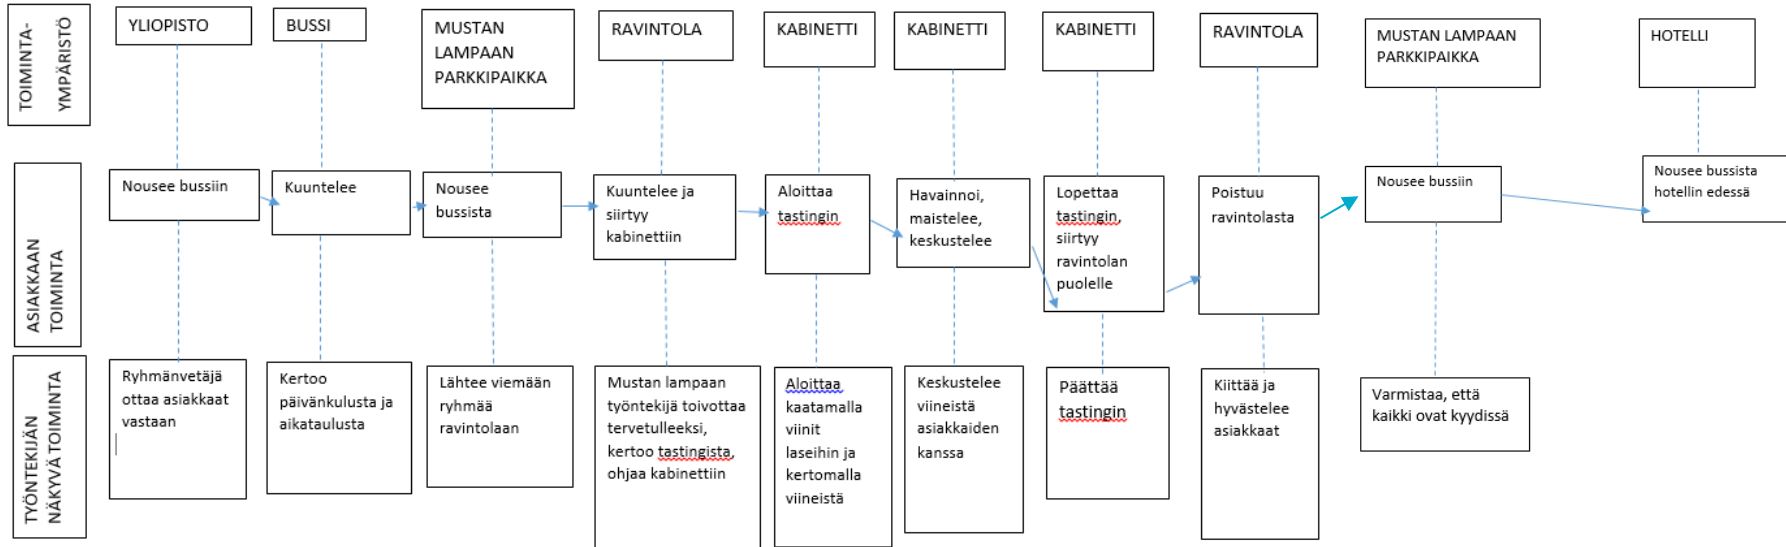 TOIMINTA-
YMPÄRISTÖ
YLIOPISTO
BUSSI
MUSTAN
LAMPAAN
PARKKIPAIKKA
RAVINTOLA
KABINETTI
KABINETTI
KABINETTI
RAVINTOLA
MUSTAN LAMPAAN
PARKKIPAIKKA
HOTELLI
ASIAKKAAN
TOIMINTA
Nousee bussiin
Kuuntelee
Nousee
bussista
Kuuntelee ja
siirtyy
kabinettiin
Aloittaa
tastingin
Havainnoi,
maistelee,
keskustelee
Lopettaa
tastingin,
siirtyy
ravintolan
puolelle
Poistuu
ravintolasta
Nousee bussiin
Nousee bussista
hotellin edessä
TYÖNTEKIJÄN
NÄKYVÄ TOIMINTA
Ryhmänvetäjä
ottaa asiakkaat
vastaan
Kertoo
päivänkulusta ja
aikataulusta
Lähtee viemään
ryhmää
ravintolaan
Mustan lampaan
työntekijä toivottaa
tervetulleeksi,
kertoo tastingista,
ohjaa kabinettiin
Aloittaa
kaatamalla
viinit
laseihin ja
kertomalla
viineistä
Keskustelee
viineistä
asiakkaiden
kanssa
Päättää
tastingin
Kiittää ja
hyvästelee
asiakkaat
Varmistaa, että
kaikki ovat kyydissä